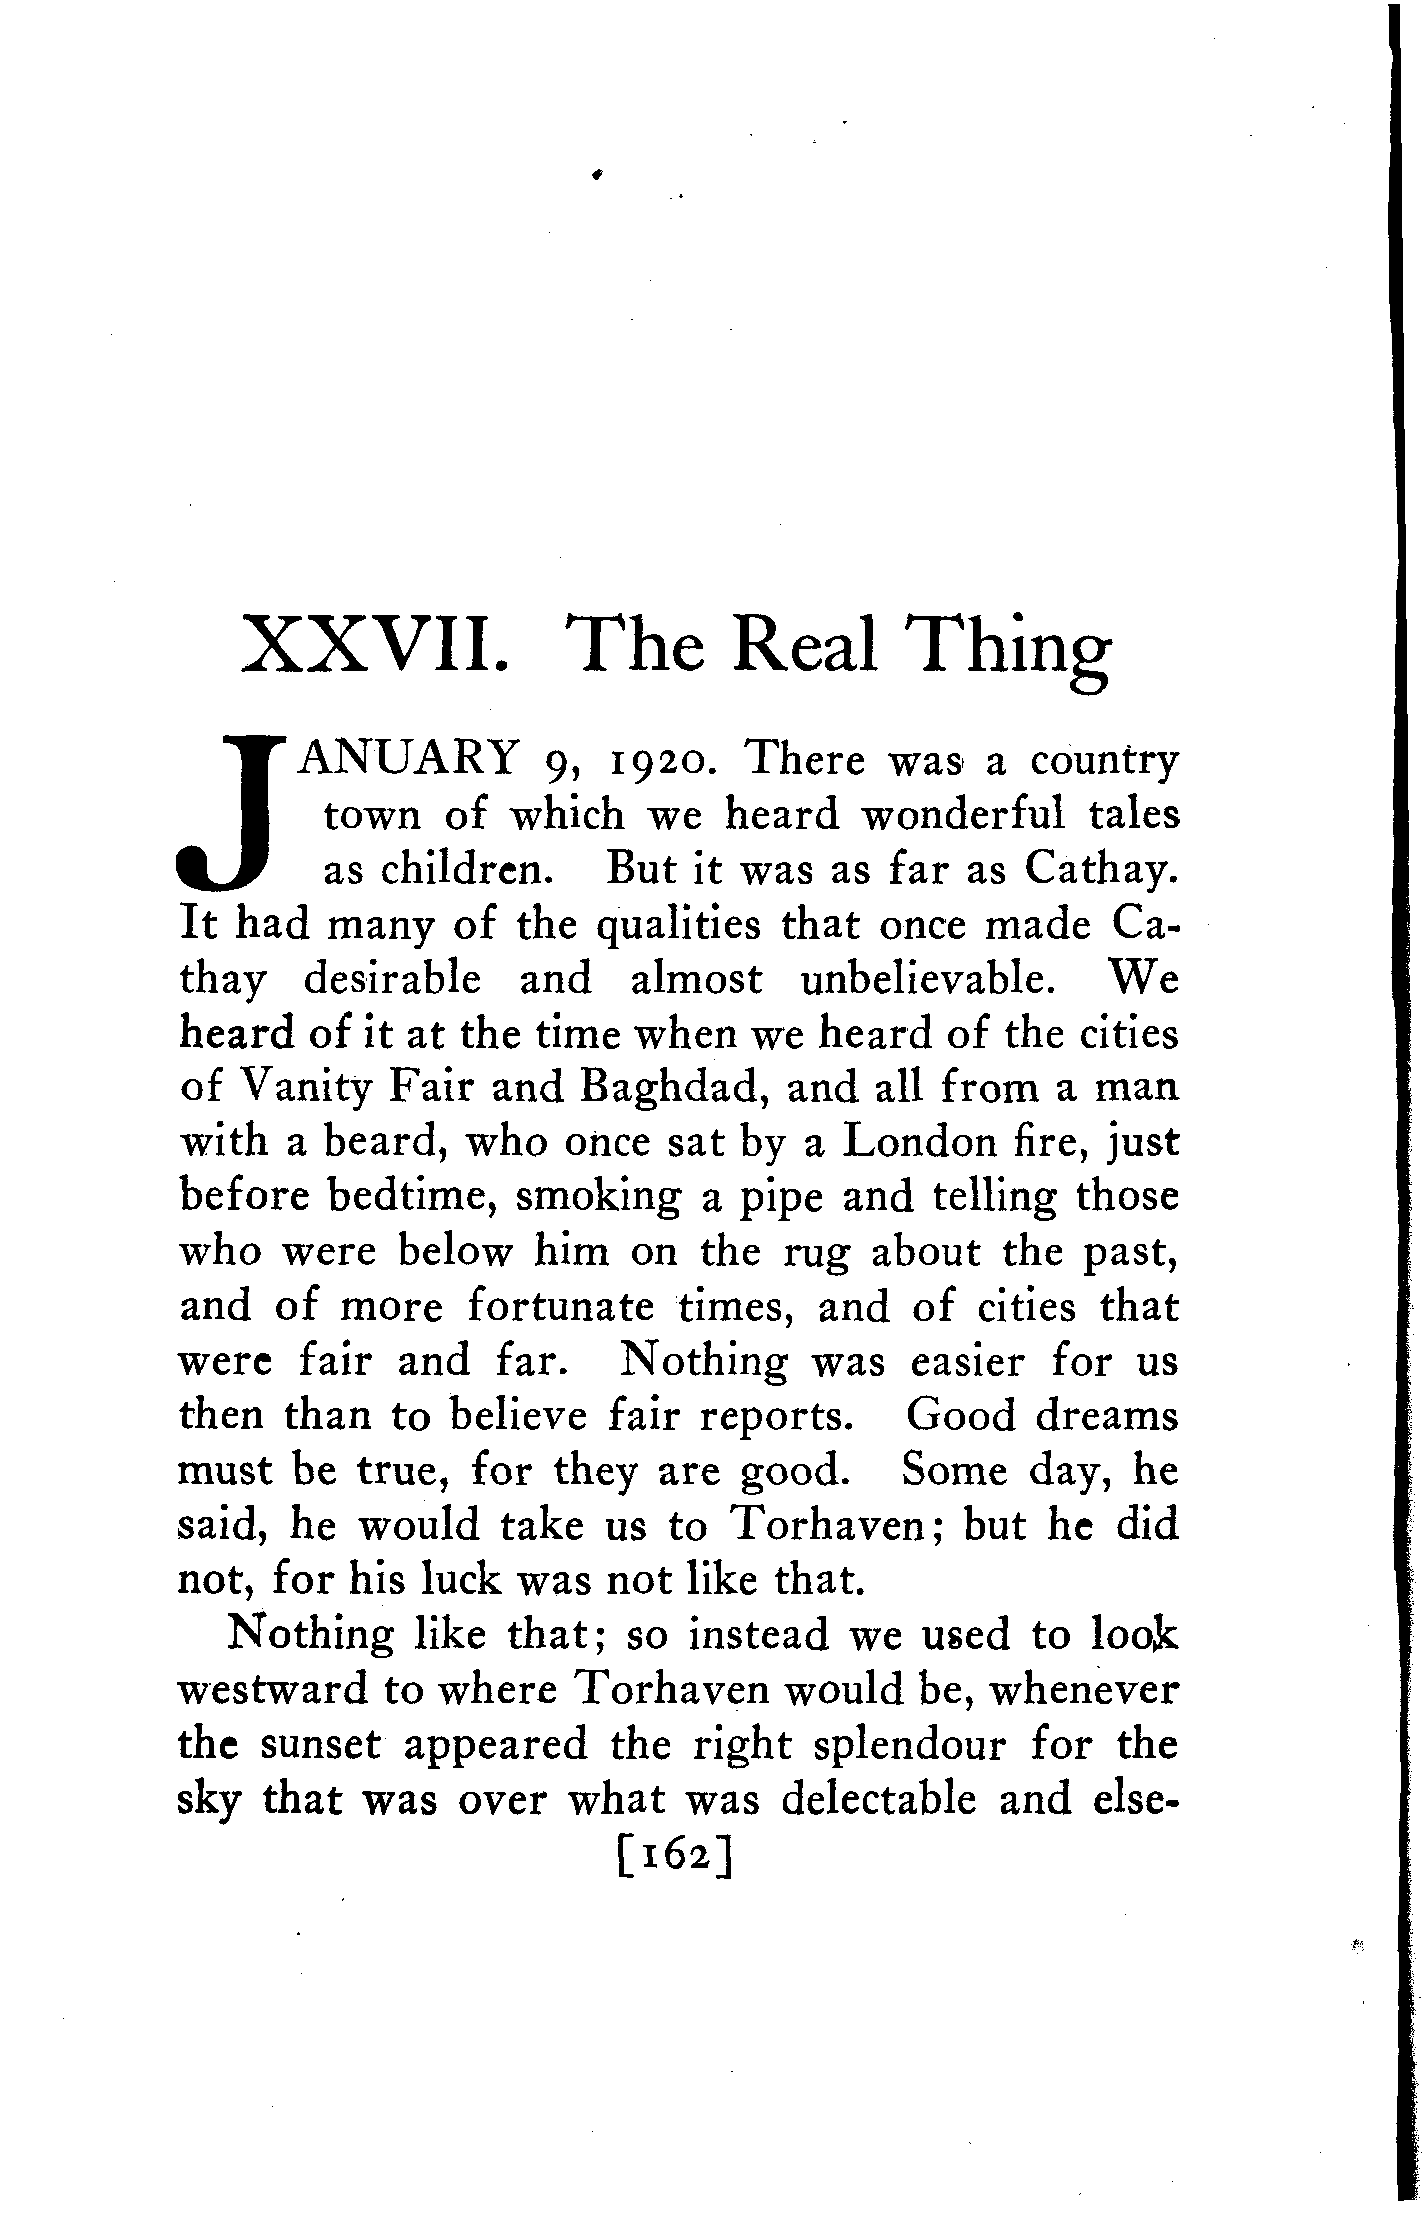 XXVII. The Real Thing
JANUARY 9, 1920. There was a country
town of which we heard wonderful tales
as children. But it was as far as Cathay.
It had many of the qualities that once made Ca-
thay desirable and almost unbelievable. We
heard of it at the time when we heard of the cities
of Vanity Fair and Baghdad, and all from a man
with a beard, who once sat by a London fire, just
before bedtime, smoking a pipe and telling those
who were below him on the rug about the past,
and of more fortunate times, and of cities that
were fair and far. Nothing was easier for us
then than to believe fair reports. Good dreams
must be true, for they are good. Some day, he
said, he would take us to Torhaven; but he did
not, for his luck was not like that.
Nothing like that; so instead we used to look
westward to where Torhaven would be, whenever
the sunset appeared the right splendour for the
sky that was over what was delectable and else-
[162]